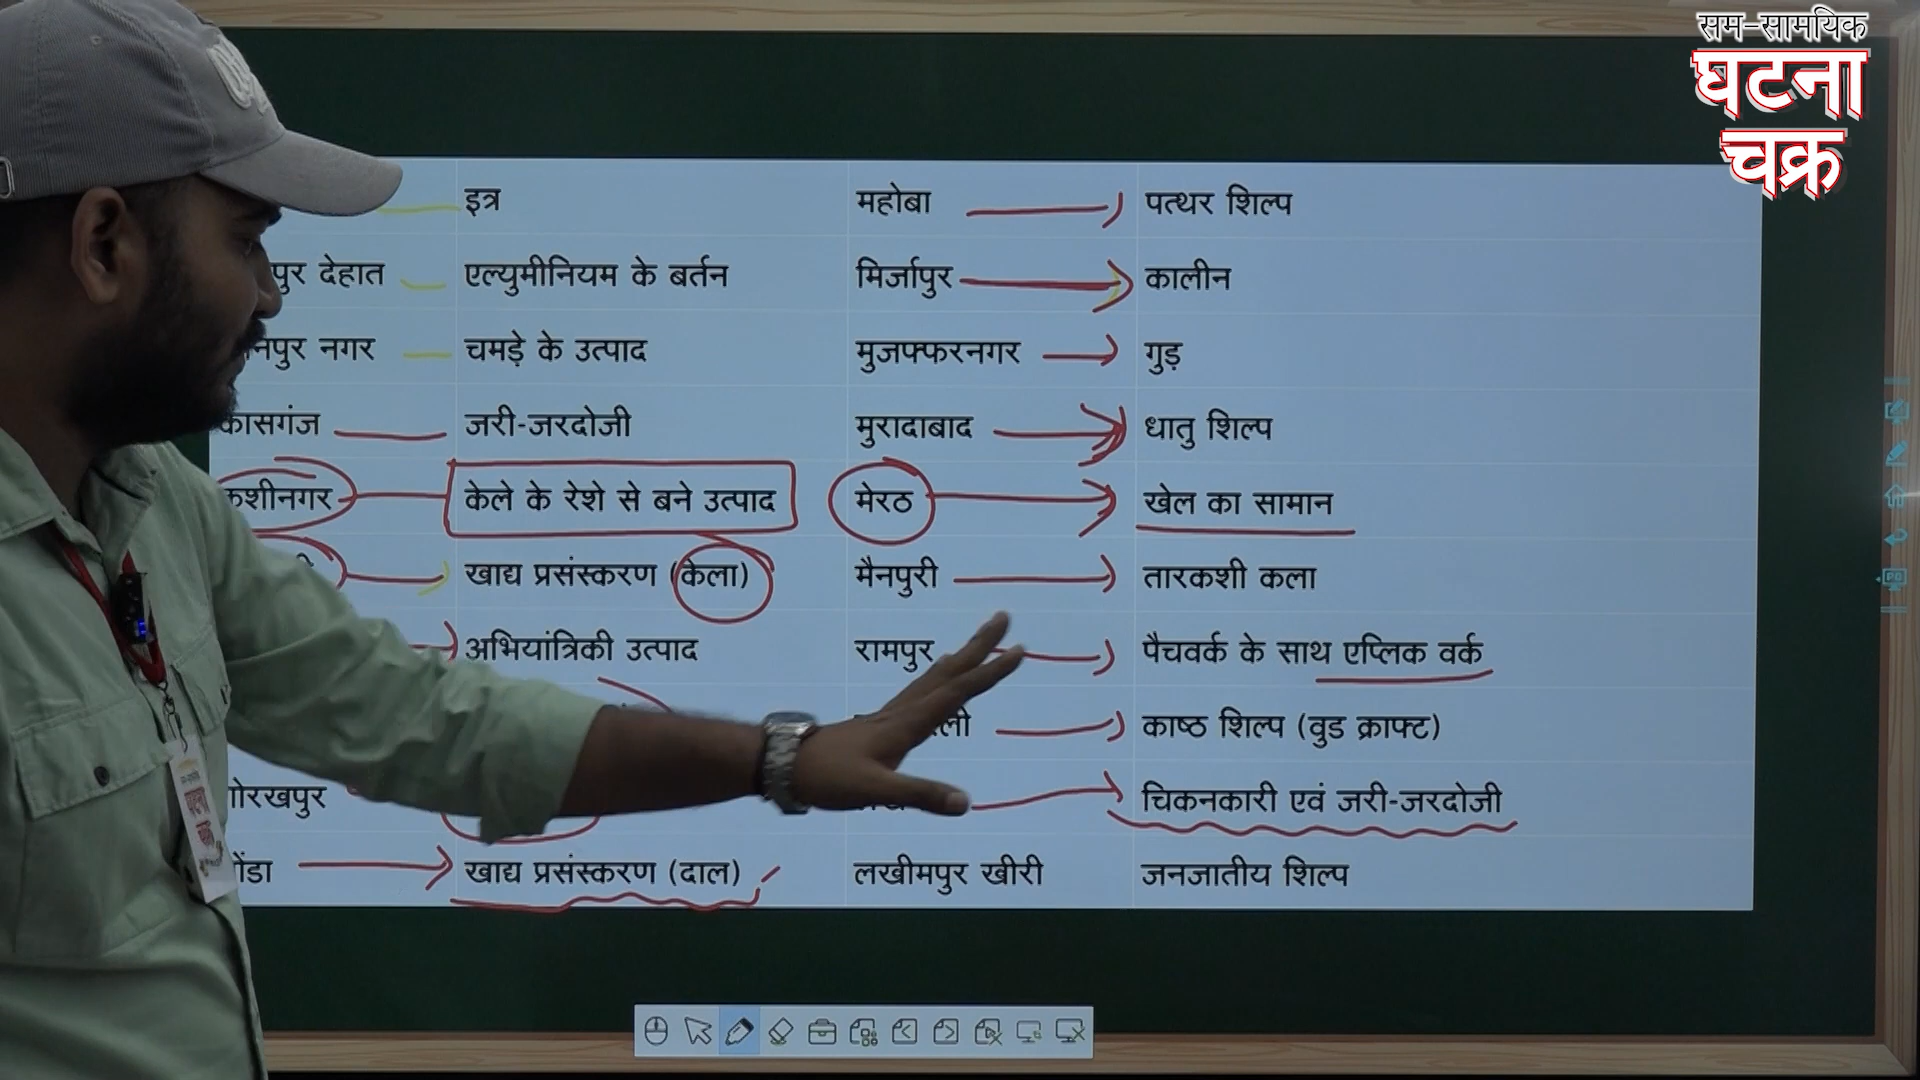 सम-सामयिक
घटना
चक्र
इत्र महोबा पत्थर शिल्प
देहात एल्युमीनियम के बर्तन मिर्जापुर कालीन
नगर चमड़े के उत्पाद मुजफ्फरनगर गुड़
कासगंज जरी-जरदोजी मुरादाबाद धातु शिल्प
केले के रेशे से बने उत्पाद मेरठ खेल का सामान
खाद्य प्रसंस्करण (केला) मैनपुरी तारकशी कला
अभियांत्रिकी उत्पाद रामपुर पैचवर्क के साथ एप्लिक वर्क
काष्ठ शिल्प (वुड क्राफ्ट)
गोरखपुर चिकनकारी एवं जरी-जरदोजी
खाद्य प्रसंस्करण (दाल) लखीमपुर खीरी जनजातीय शिल्प